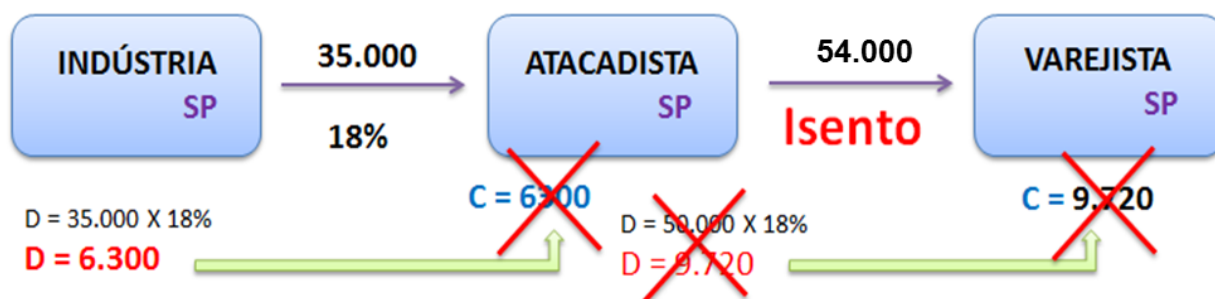 INDÚSTRIA
SP
35.000
18%
ATACADISTA
SP
54.000
Isento
VAREJISTA
SP
C = 6300
C = 9.720
D = 35.000 X 18%
D = 6.300
D = 50.000 X 18%
D = 9.720